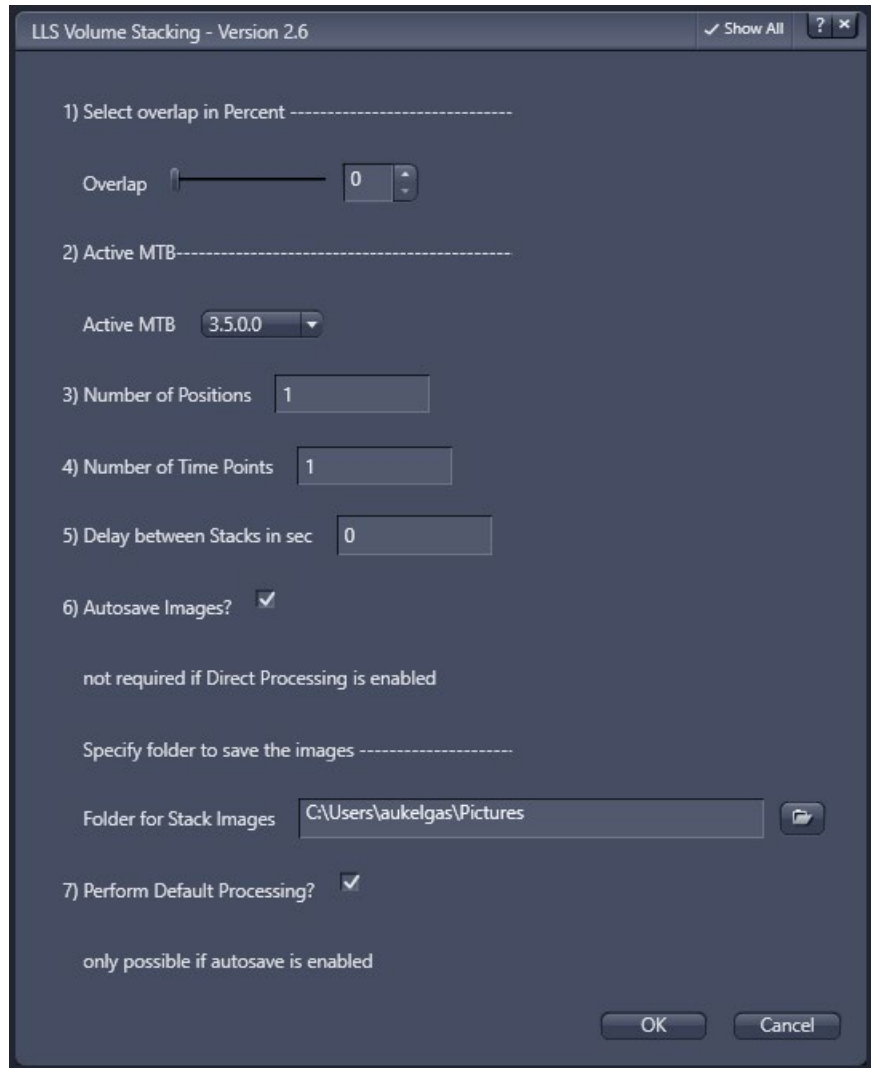 LLS Volume Stacking - Version 2.6 ✓ Show All ? ×
1) Select overlap in Percent ------------------------------
Overlap 0
2) Active MTB---------------------------------------------
Active MTB 3.5.0.0
3) Number of Positions 1
4) Number of Time Points 1
5) Delay between Stacks in sec 0
6) Autosave Images? ✓
not required if Direct Processing is enabled
Specify folder to save the images ---------------------
Folder for Stack Images C:\Users\aukelgas\Pictures
7) Perform Default Processing? ✓
only possible if autosave is enabled
OK Cancel